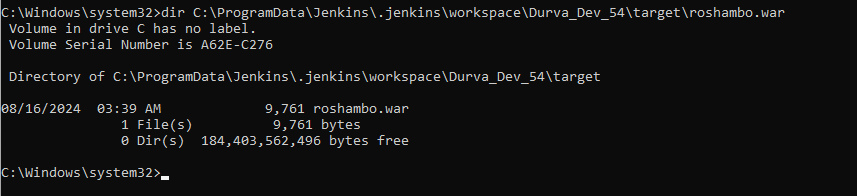 C:\Windows\system32>dir C:\ProgramData\Jenkins\.jenkins\workspace\Durva_Dev_54\target\roshambo.war
Volume in drive C has no label.
Volume Serial Number is A62E-C276
Directory of C:\ProgramData\Jenkins\.jenkins\workspace\Durva_Dev_54\target
08/16/2024  03:39 AM             9,761 roshambo.war
1 File(s)          9,761 bytes
0 Dir(s)  184,403,562,496 bytes free
C:\Windows\system32>